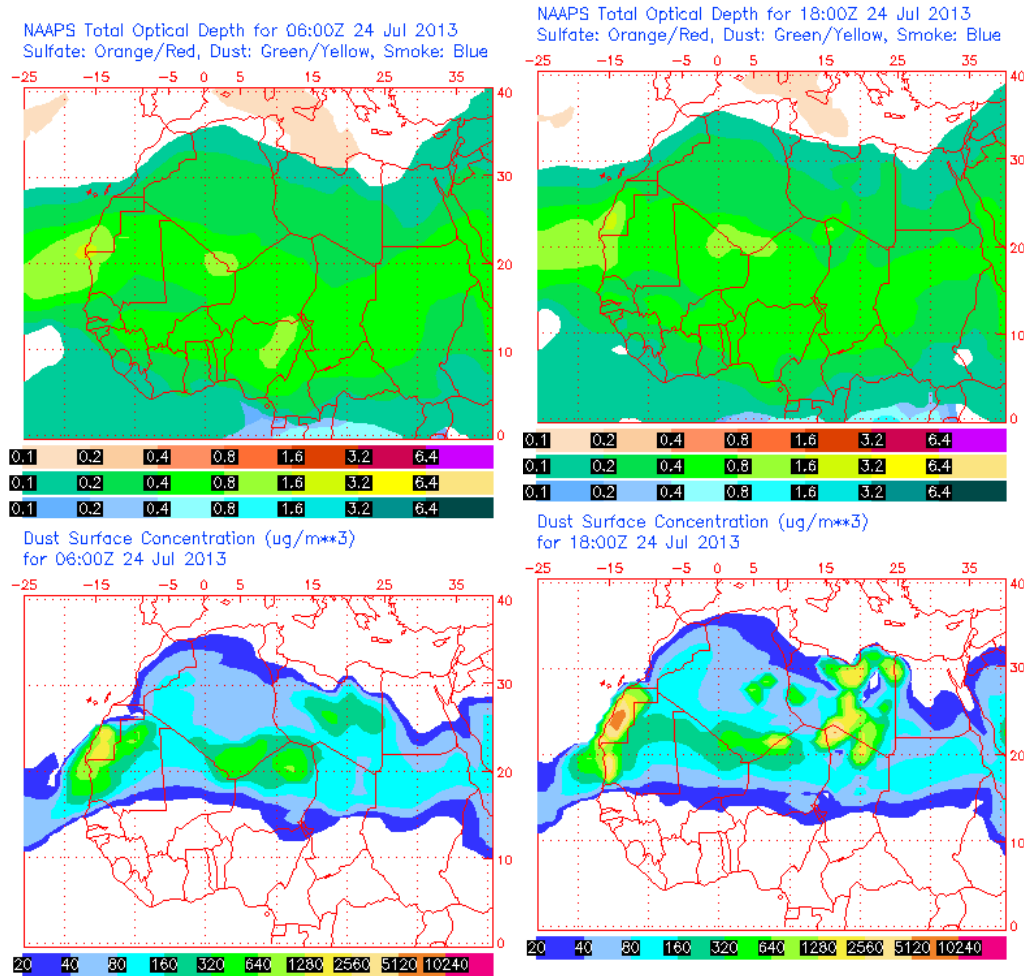 NAAPS Total Optical Depth for 06:00Z 24 Jul 2013
Sulfate: Orange/Red, Dust: Green/Yellow, Smoke: Blue
-25 -15 -5 0 5 15 25 35
40
30
20
10
0
0.1 0.2 0.4 0.8 1.6 3.2 6.4
0.1 0.2 0.4 0.8 1.6 3.2 6.4
0.1 0.2 0.4 0.8 1.6 3.2 6.4
NAAPS Total Optical Depth for 18:00Z 24 Jul 2013
Sulfate: Orange/Red, Dust: Green/Yellow, Smoke: Blue
-25 -15 -5 0 5 15 25 35
40
30
20
10
0
0.1 0.2 0.4 0.8 1.6 3.2 6.4
0.1 0.2 0.4 0.8 1.6 3.2 6.4
0.1 0.2 0.4 0.8 1.6 3.2 6.4
Dust Surface Concentration (ug/m**3)
for 06:00Z 24 Jul 2013
-25 -15 -5 0 5 15 25 35
40
30
20
10
0
20 40 80 160 320 640 1280 2560 5120 10240
Dust Surface Concentration (ug/m**3)
for 18:00Z 24 Jul 2013
-25 -15 -5 0 5 15 25 35
40
30
20
10
0
20 40 80 160 320 640 1280 2560 5120 10240